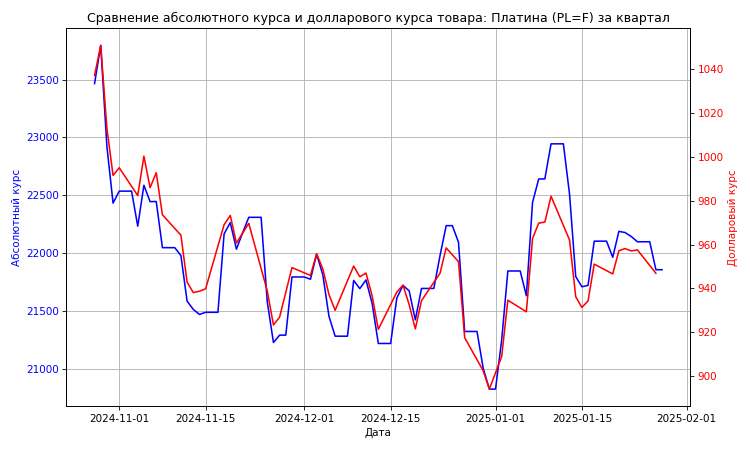 Сравнение абсолютного курса и долларового курса товара: Платина (PL=F) за квартал
23500
23000
22500
22000
21500
21000
Абсолютный курс
1040
1020
1000
980
960
940
920
900
Долларовый курс
2024-11-01 2024-11-15 2024-12-01 2024-12-15 2025-01-01 2025-01-15 2025-02-01
Дата